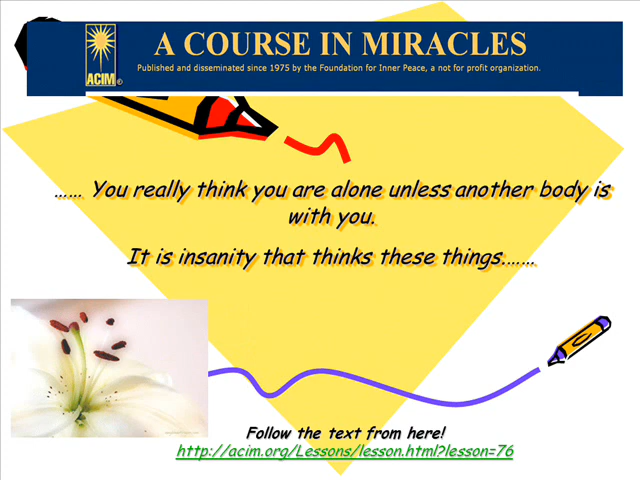 A COURSE IN MIRACLES
Published and disseminated since 1975 by the Foundation for Inner Peace, a not for profit organization.
ACIM®
…… You really think you are alone unless another body is
with you.
It is insanity that thinks these things.……
Follow the text from here!
http://acim.org/Lessons/lesson.html?lesson=76